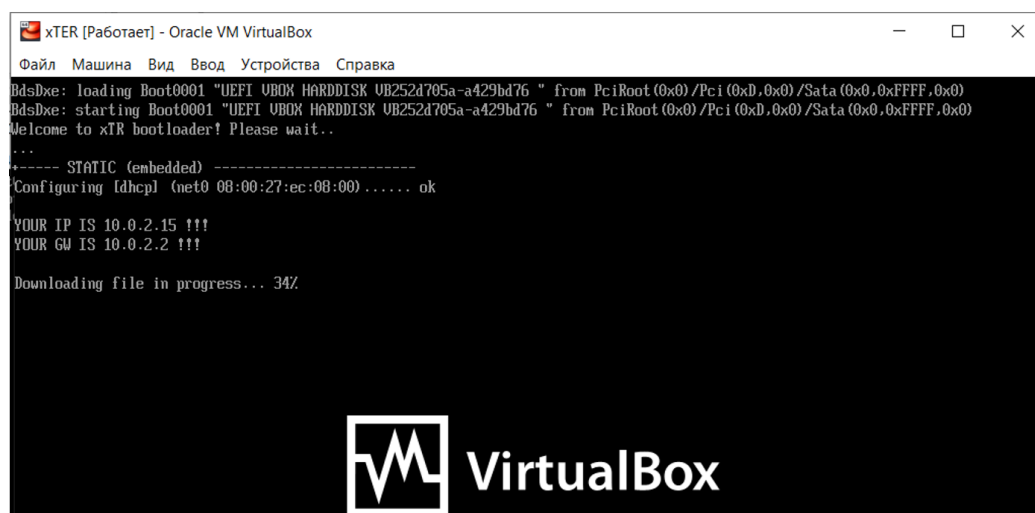 xTER [Работает] - Oracle VM VirtualBox
Файл Машина Вид Ввод Устройства Справка
BdsDxe: loading Boot0001 "UEFI VBOX HARDDISK VB252d705a-a429bd76 " from PciRoot(0x0)/Pci(0xD,0x0)/Sata(0x0,0xFFFF,0x0)
BdsDxe: starting Boot0001 "UEFI VBOX HARDDISK VB252d705a-a429bd76 " from PciRoot(0x0)/Pci(0xD,0x0)/Sata(0x0,0xFFFF,0x0)
Welcome to xTR bootloader! Please wait..
...
+----- STATIC (embedded) -------------------------
Configuring [dhcp] (net0 08:00:27:ec:08:00)...... ok
YOUR IP IS 10.0.2.15 !!!
YOUR GW IS 10.0.2.2 !!!
Downloading file in progress... 34%
VirtualBox